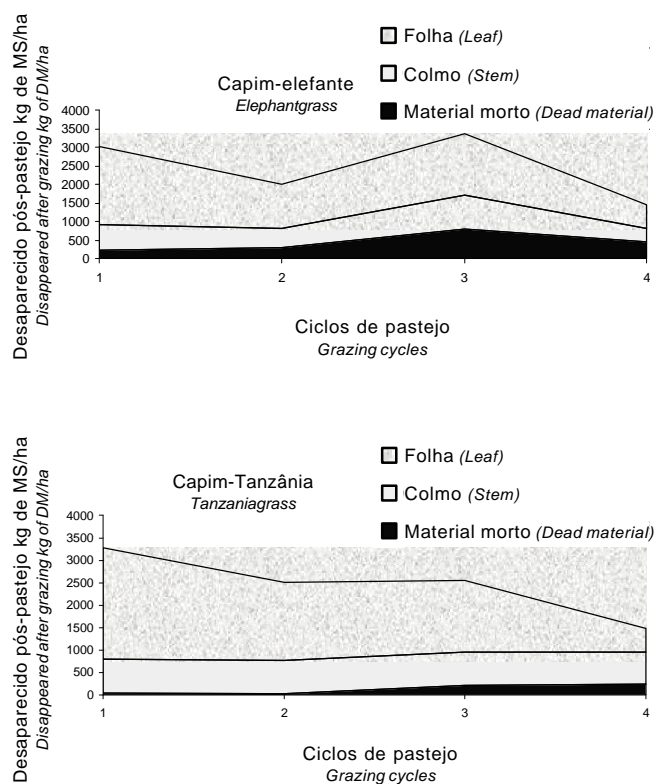 Folha (Leaf)
Colmo (Stem)
Material morto (Dead material)
Capim-elefante
Elephantgrass
Desaparecido pós-pastejo kg de MS/ha
Disappeared after grazing kg of DM/ha
4000
3500
3000
2500
2000
1500
1000
500
0
1 2 3 4
Ciclos de pastejo
Grazing cycles
Folha (Leaf)
Colmo (Stem)
Material morto (Dead material)
Capim-Tanzânia
Tanzaniagrass
Desaparecido pós-pastejo kg de MS/ha
Disappeared after grazing kg of DM/ha
4000
3500
3000
2500
2000
1500
1000
500
0
1 2 3 4
Ciclos de pastejo
Grazing cycles